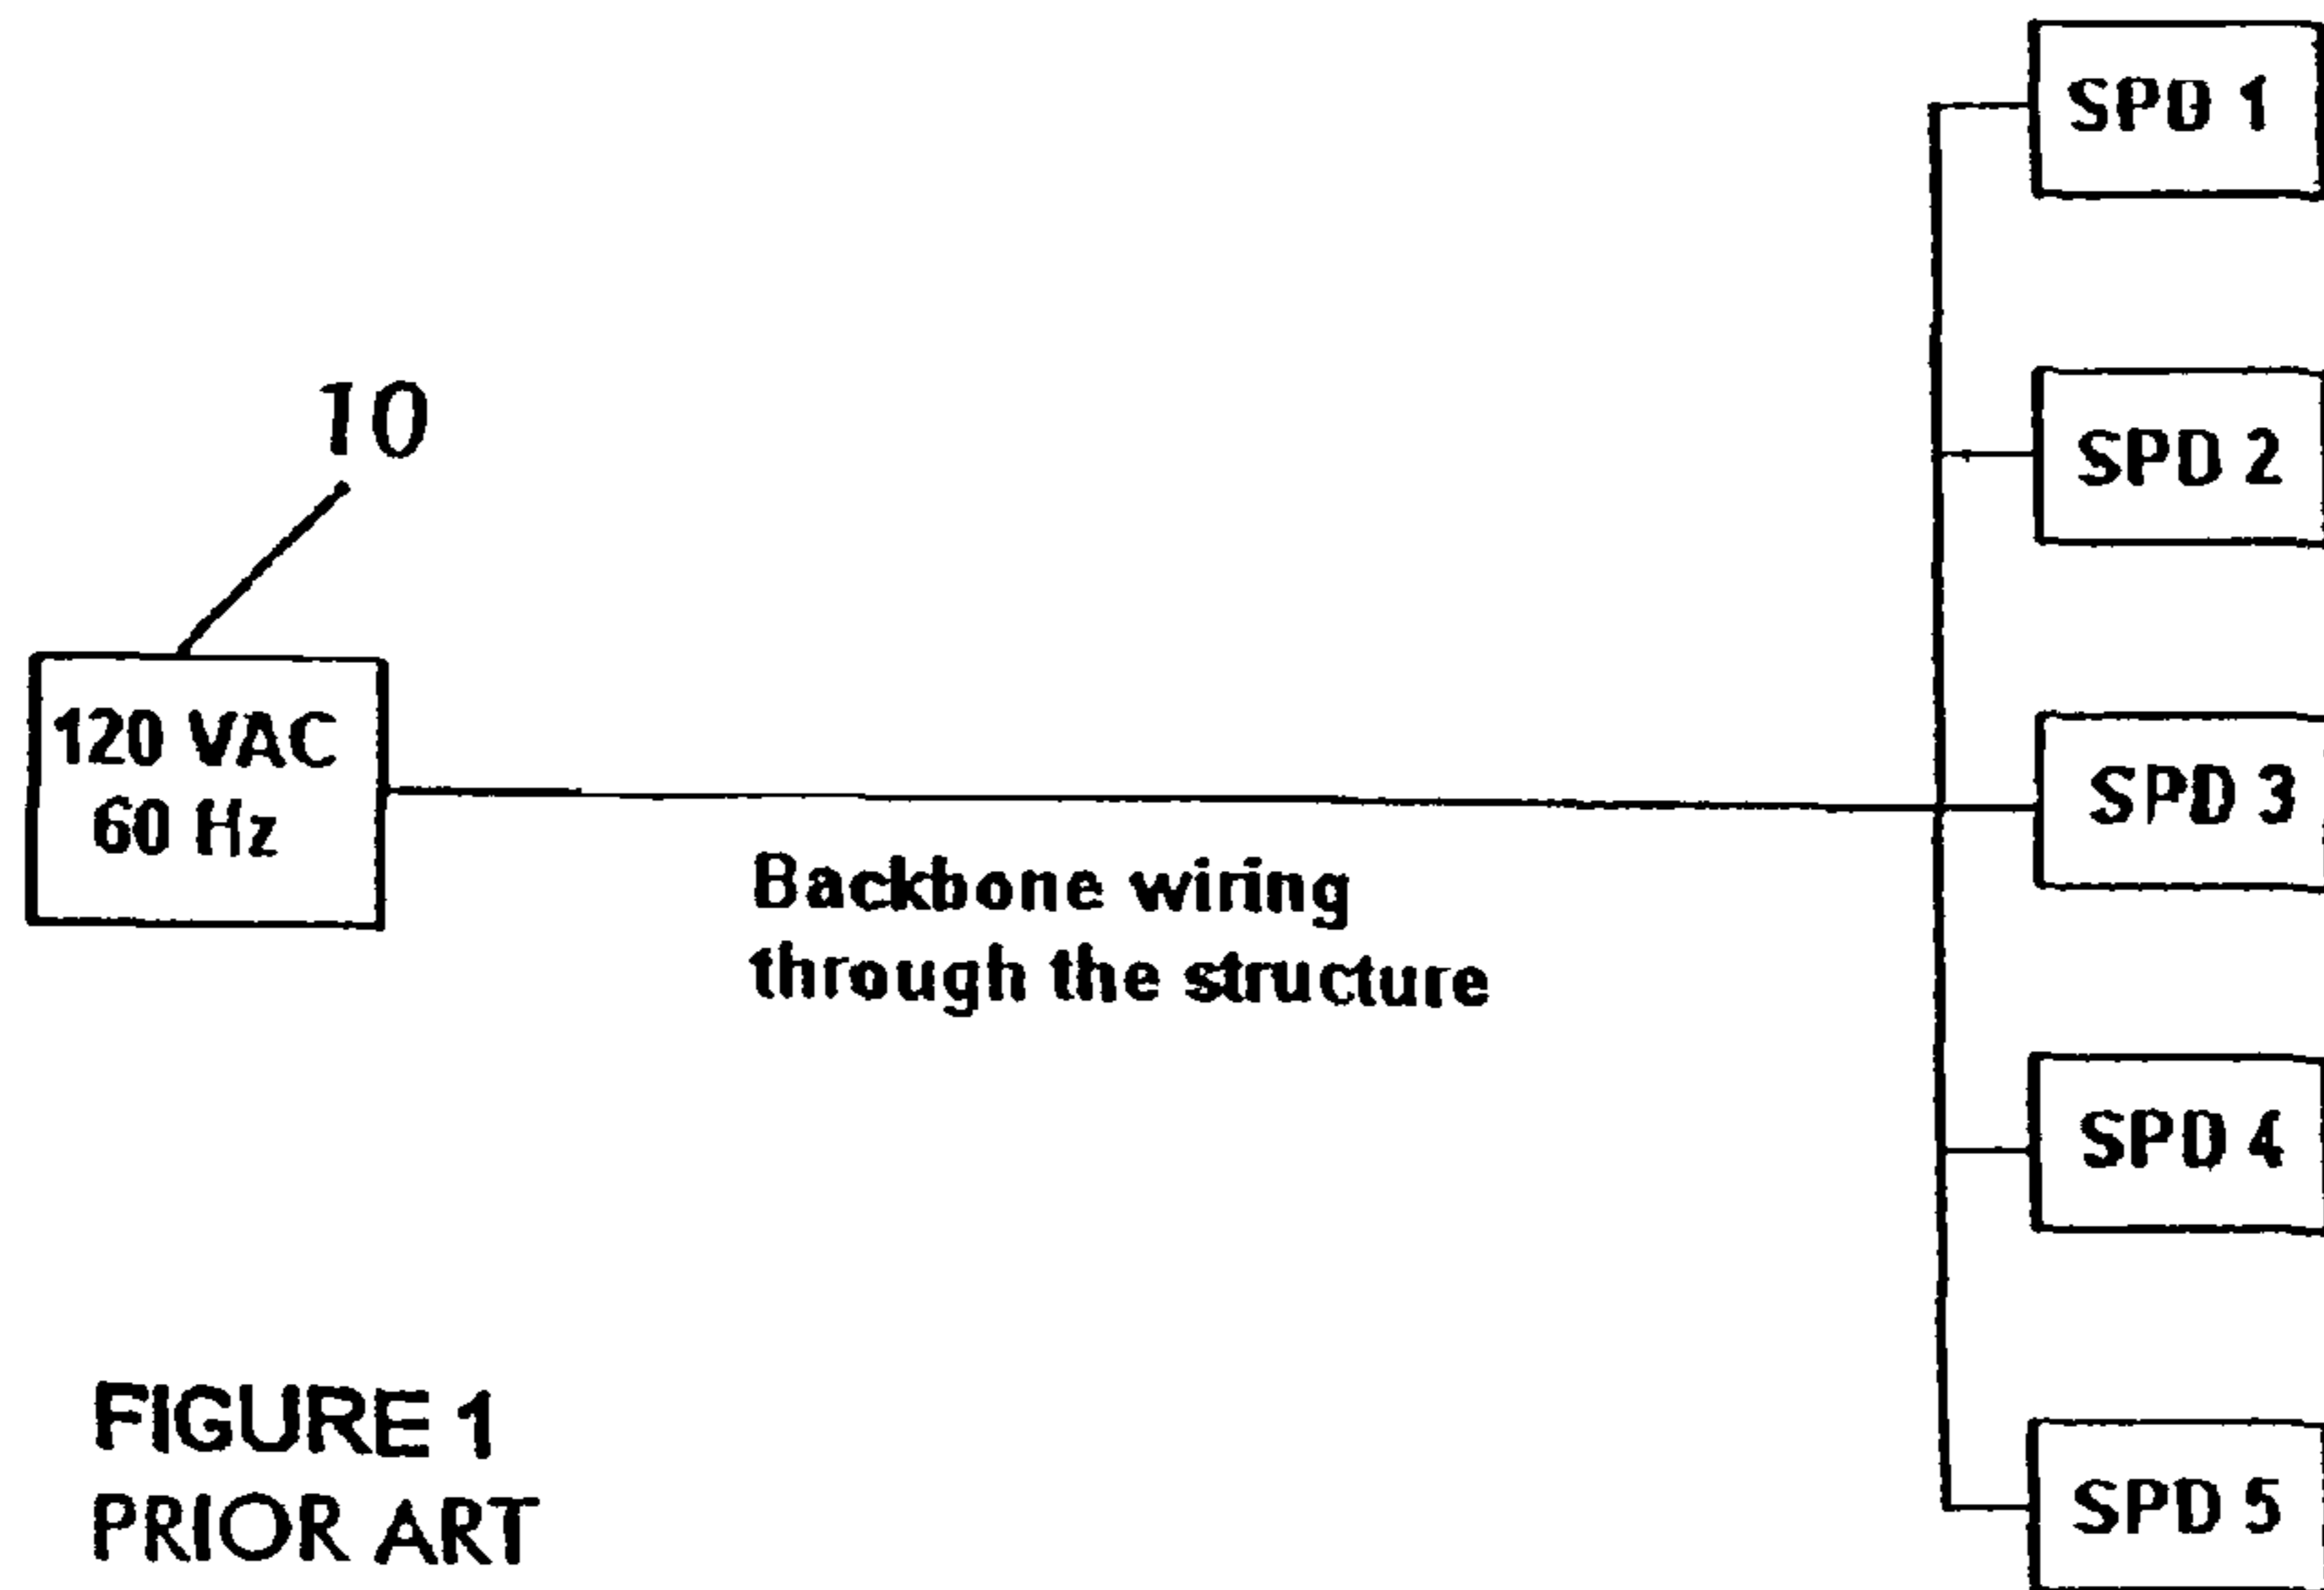 SPD 1
10
SPD 2
120 VAC
60 Hz
SPD 3
Backbone wiring
through the structure
SPD 4
FIGURE 1
PRIOR ART
SPD 5